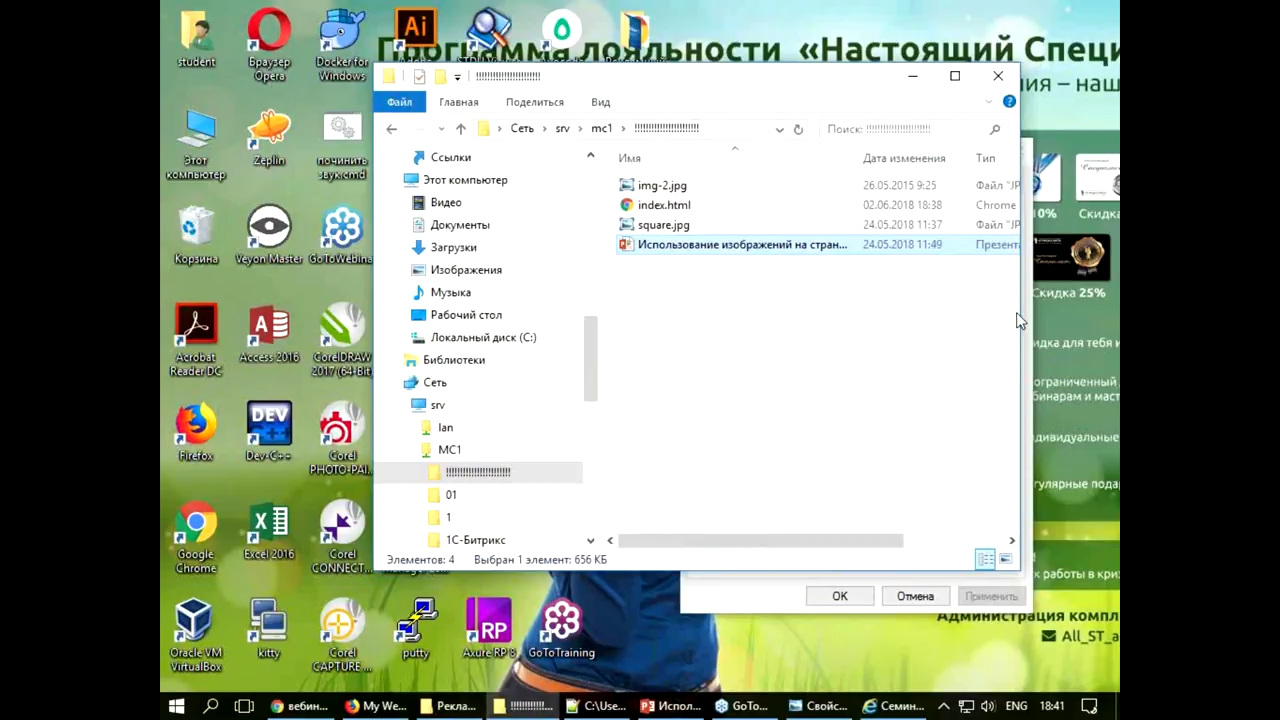 Программа лояльности «Настоящий Специ
ния – наш
student
Браузер
Opera
Docker for
Windows
!!!!!!!!!!!!!!!!!!!!!!
Файл
Главная
Поделиться
Вид
Сеть
srv
mc1
!!!!!!!!!!!!!!!!!!!!!!
Поиск: !!!!!!!!!!!!!!!!!!!!!!
Этот
компьютер
Zeplin
починить
звук.cmd
Корзина
Veyon Master
GoToWebina
Acrobat
Reader DC
Access 2016
CorelDRAW
2017 (64-Bit)
Firefox
Dev-C++
Corel
PHOTO-PAI
Google
Chrome
Excel 2016
Corel
CONNECT...
Oracle VM
VirtualBox
kitty
Corel
CAPTURE ...
putty
Axure RP 8
GoToTraining
Ссылки
Этот компьютер
Видео
Документы
Загрузки
Изображения
Музыка
Рабочий стол
Локальный диск (C:)
Библиотеки
Сеть
srv
lan
MC1
!!!!!!!!!!!!!!!!!!!!!!
01
1
1С-Битрикс
Имя
Дата изменения
Тип
img-2.jpg
26.05.2015 9:25
Файл "JP
index.html
02.06.2018 18:38
Chrome
square.jpg
24.05.2018 11:37
Файл "JP
Использование изображений на стран...
24.05.2018 11:49
Презента
Элементов: 4
Выбран 1 элемент: 656 КБ
10%
Скидка
Скидка 25%
кидка для тебя и
ограниченный д
бинарам и маст
дивидуальные
гулярные пода
к работы в криз
OK
Отмена
Применить
Администрация компл
All_ST_a
вебин...
My We...
Рекла...
!!!!!!!!!!!!...
C:\Use...
Испол...
GoTo...
Свойс...
Семин...
ENG
18:41